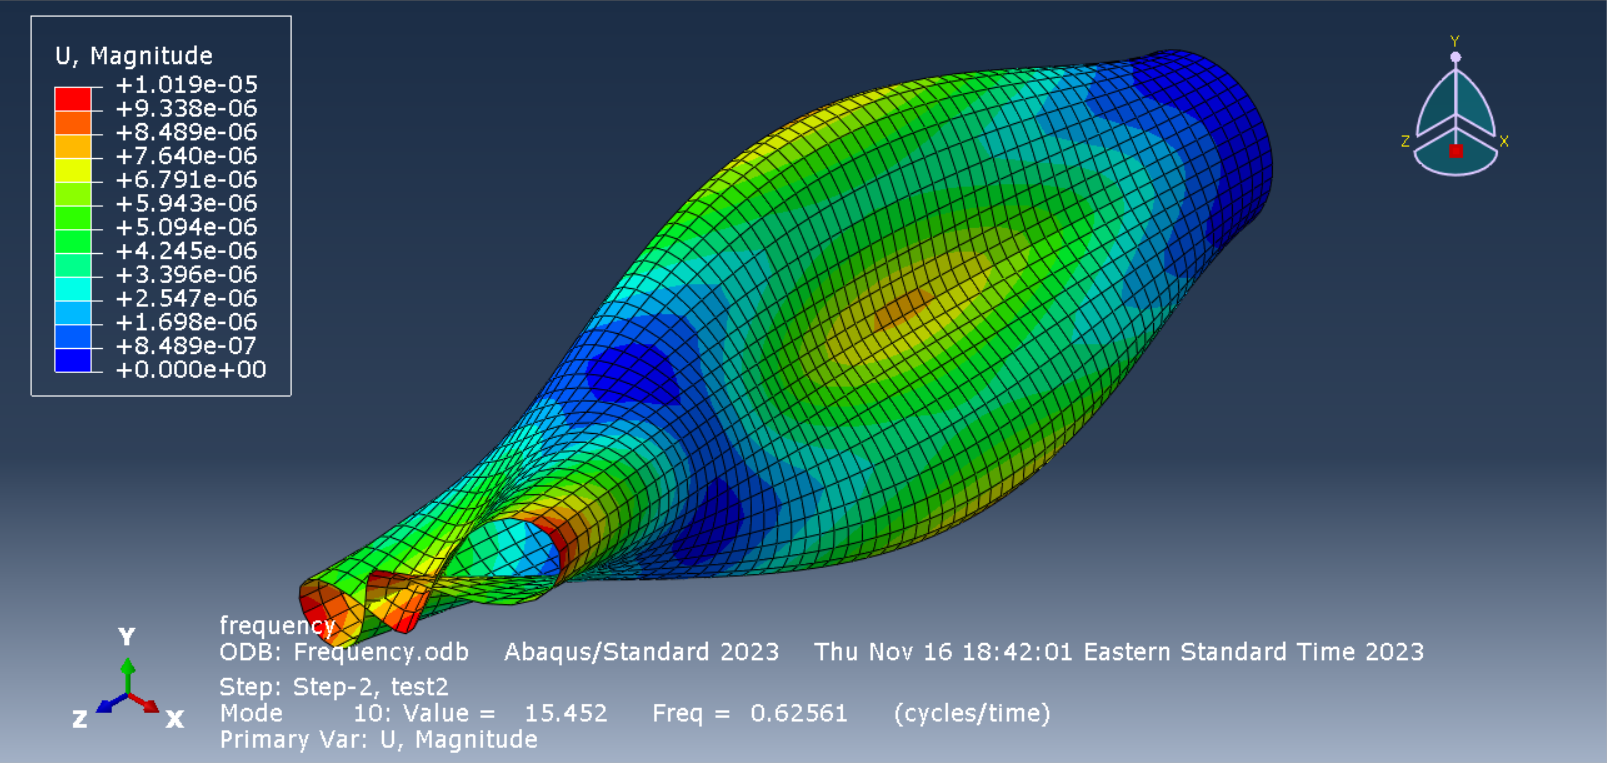 U, Magnitude
+1.019e-05
+9.338e-06
+8.489e-06
+7.640e-06
+6.791e-06
+5.943e-06
+5.094e-06
+4.245e-06
+3.396e-06
+2.547e-06
+1.698e-06
+8.489e-07
+0.000e+00
Y
Z X
Y
Z X
frequency
ODB: Frequency.odb Abaqus/Standard 2023 Thu Nov 16 18:42:01 Eastern Standard Time 2023
Step: Step-2, test2
Mode 10: Value = 15.452 Freq = 0.62561 (cycles/time)
Primary Var: U, Magnitude